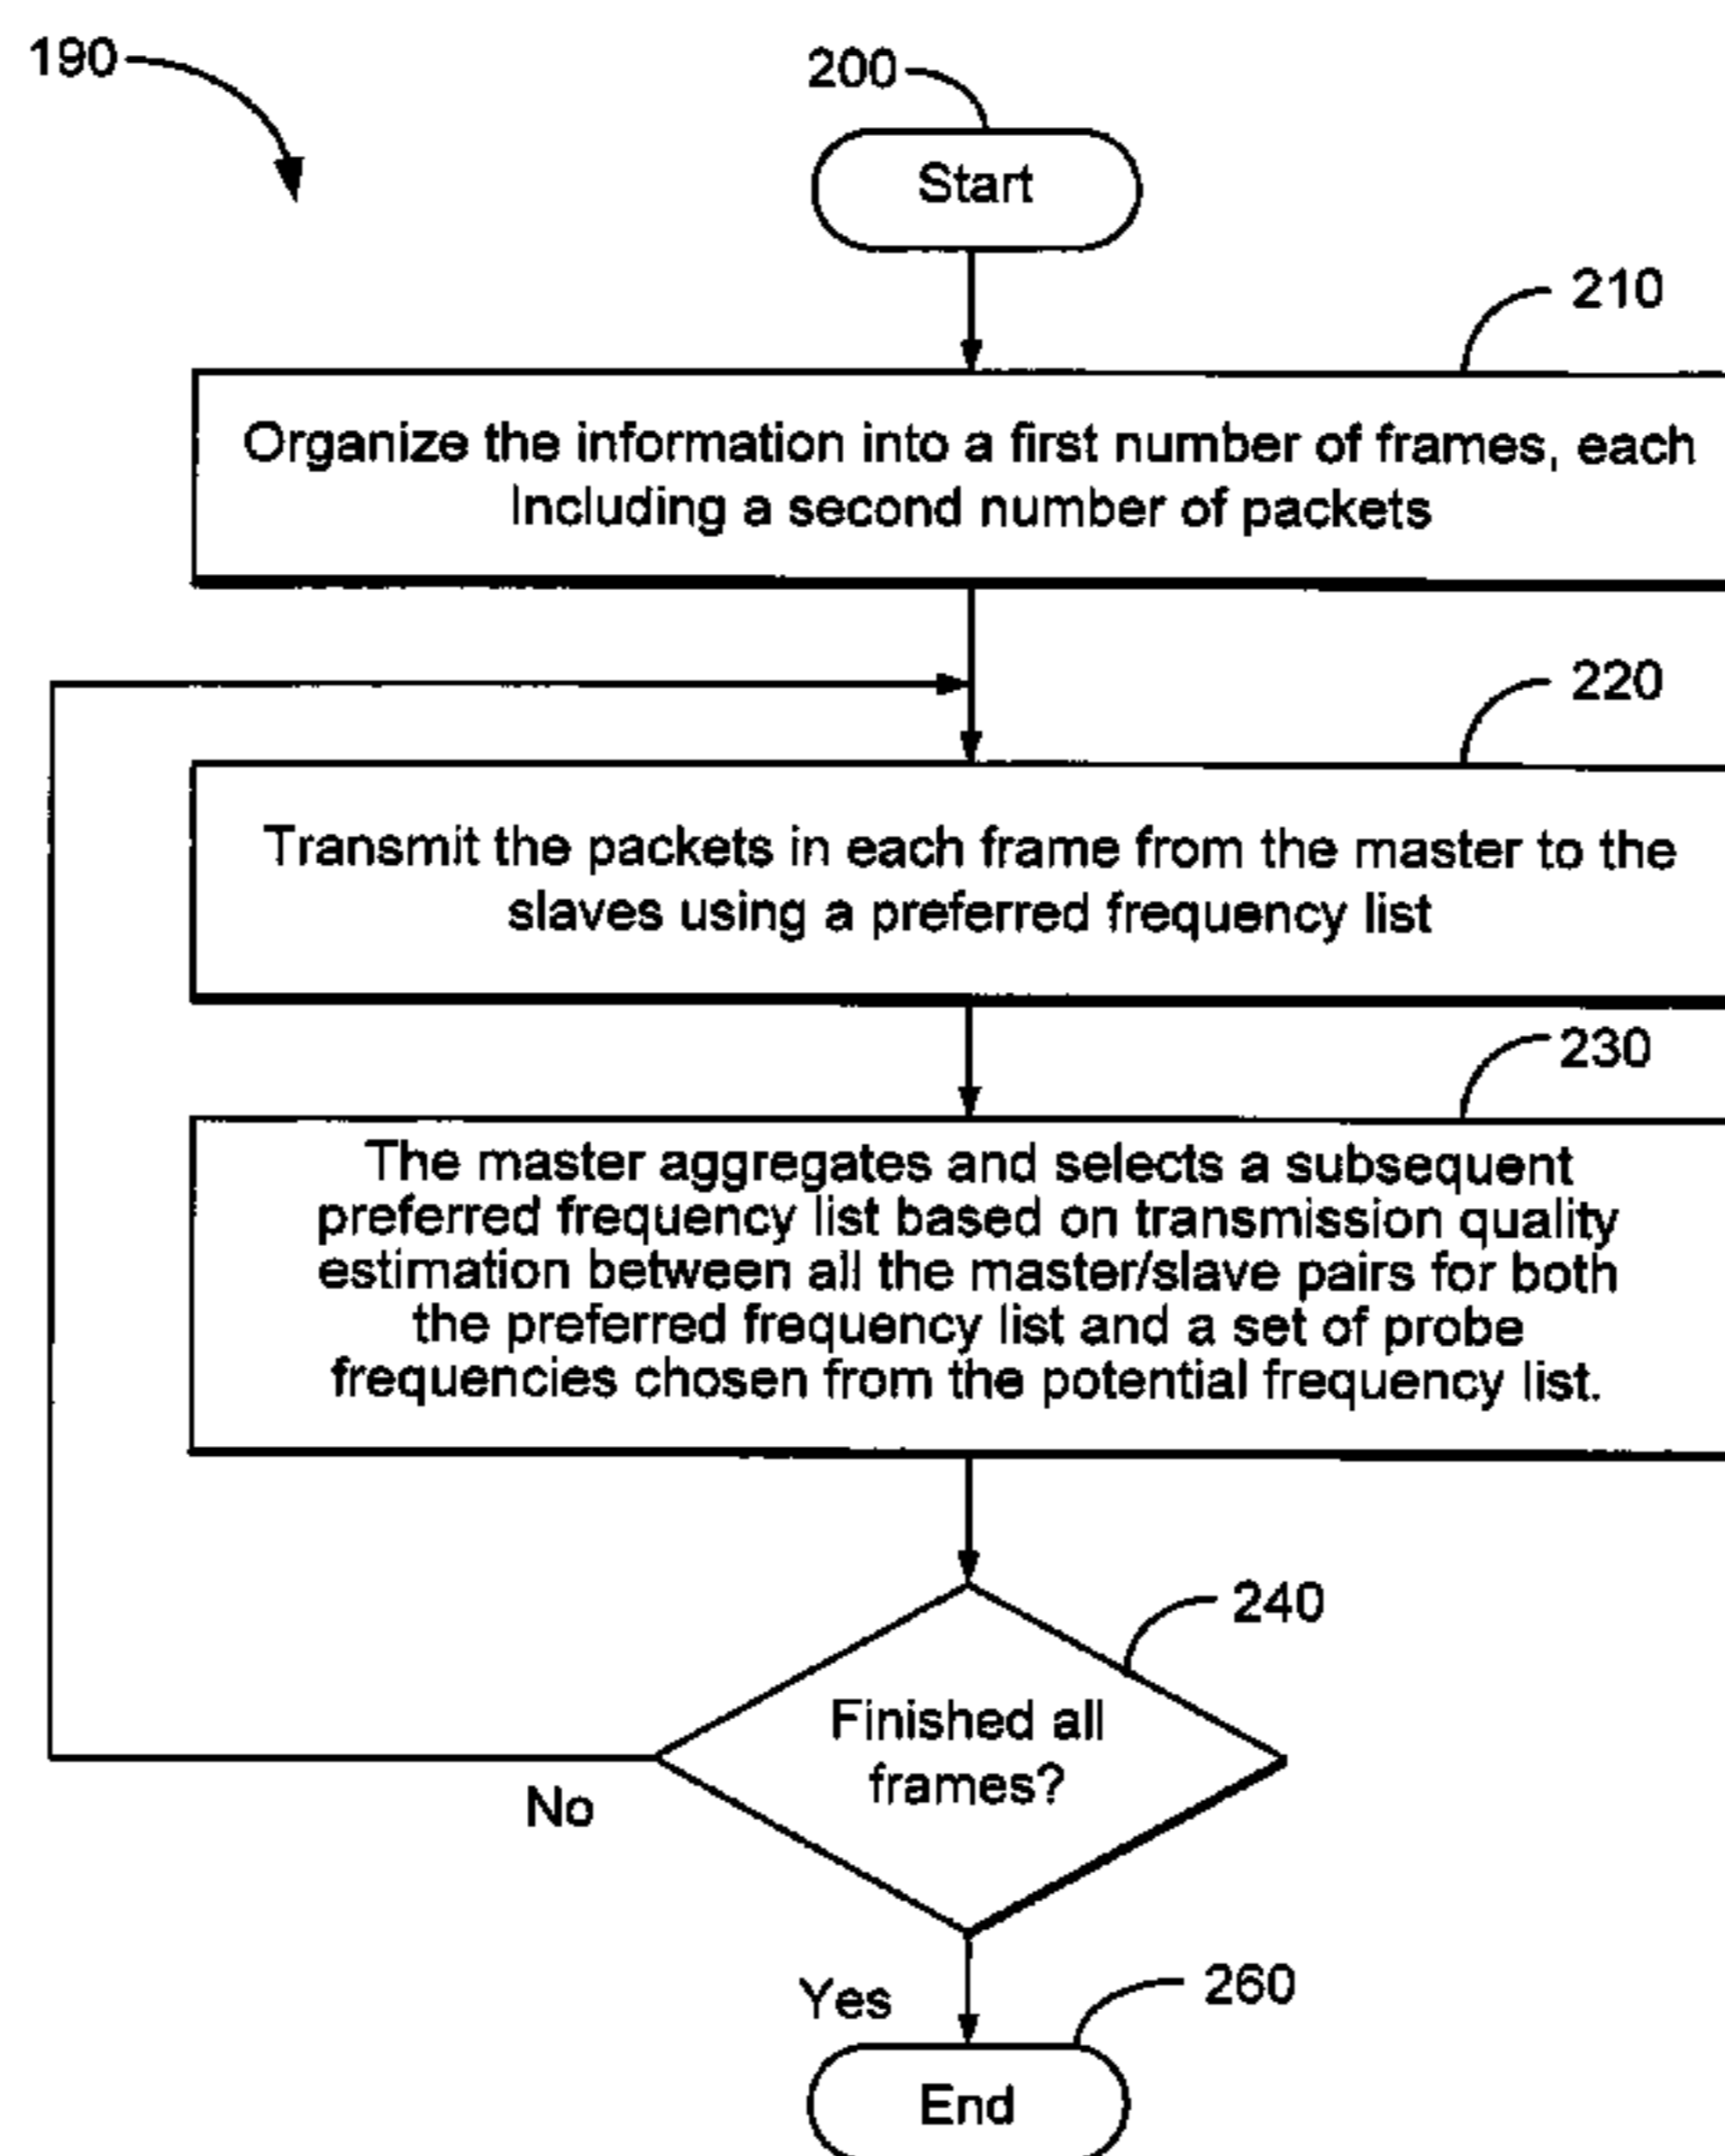 190
200
Start
210
Organize the information into a first number of frames, each
Including a second number of packets
220
Transmit the packets in each frame from the master to the
slaves using a preferred frequency list
230
The master aggregates and selects a subsequent
preferred frequency list based on transmission quality
estimation between all the master/slave pairs for both
the preferred frequency list and a set of probe
frequencies chosen from the potential frequency list.
240
Finished all
frames?
No
Yes
260
End